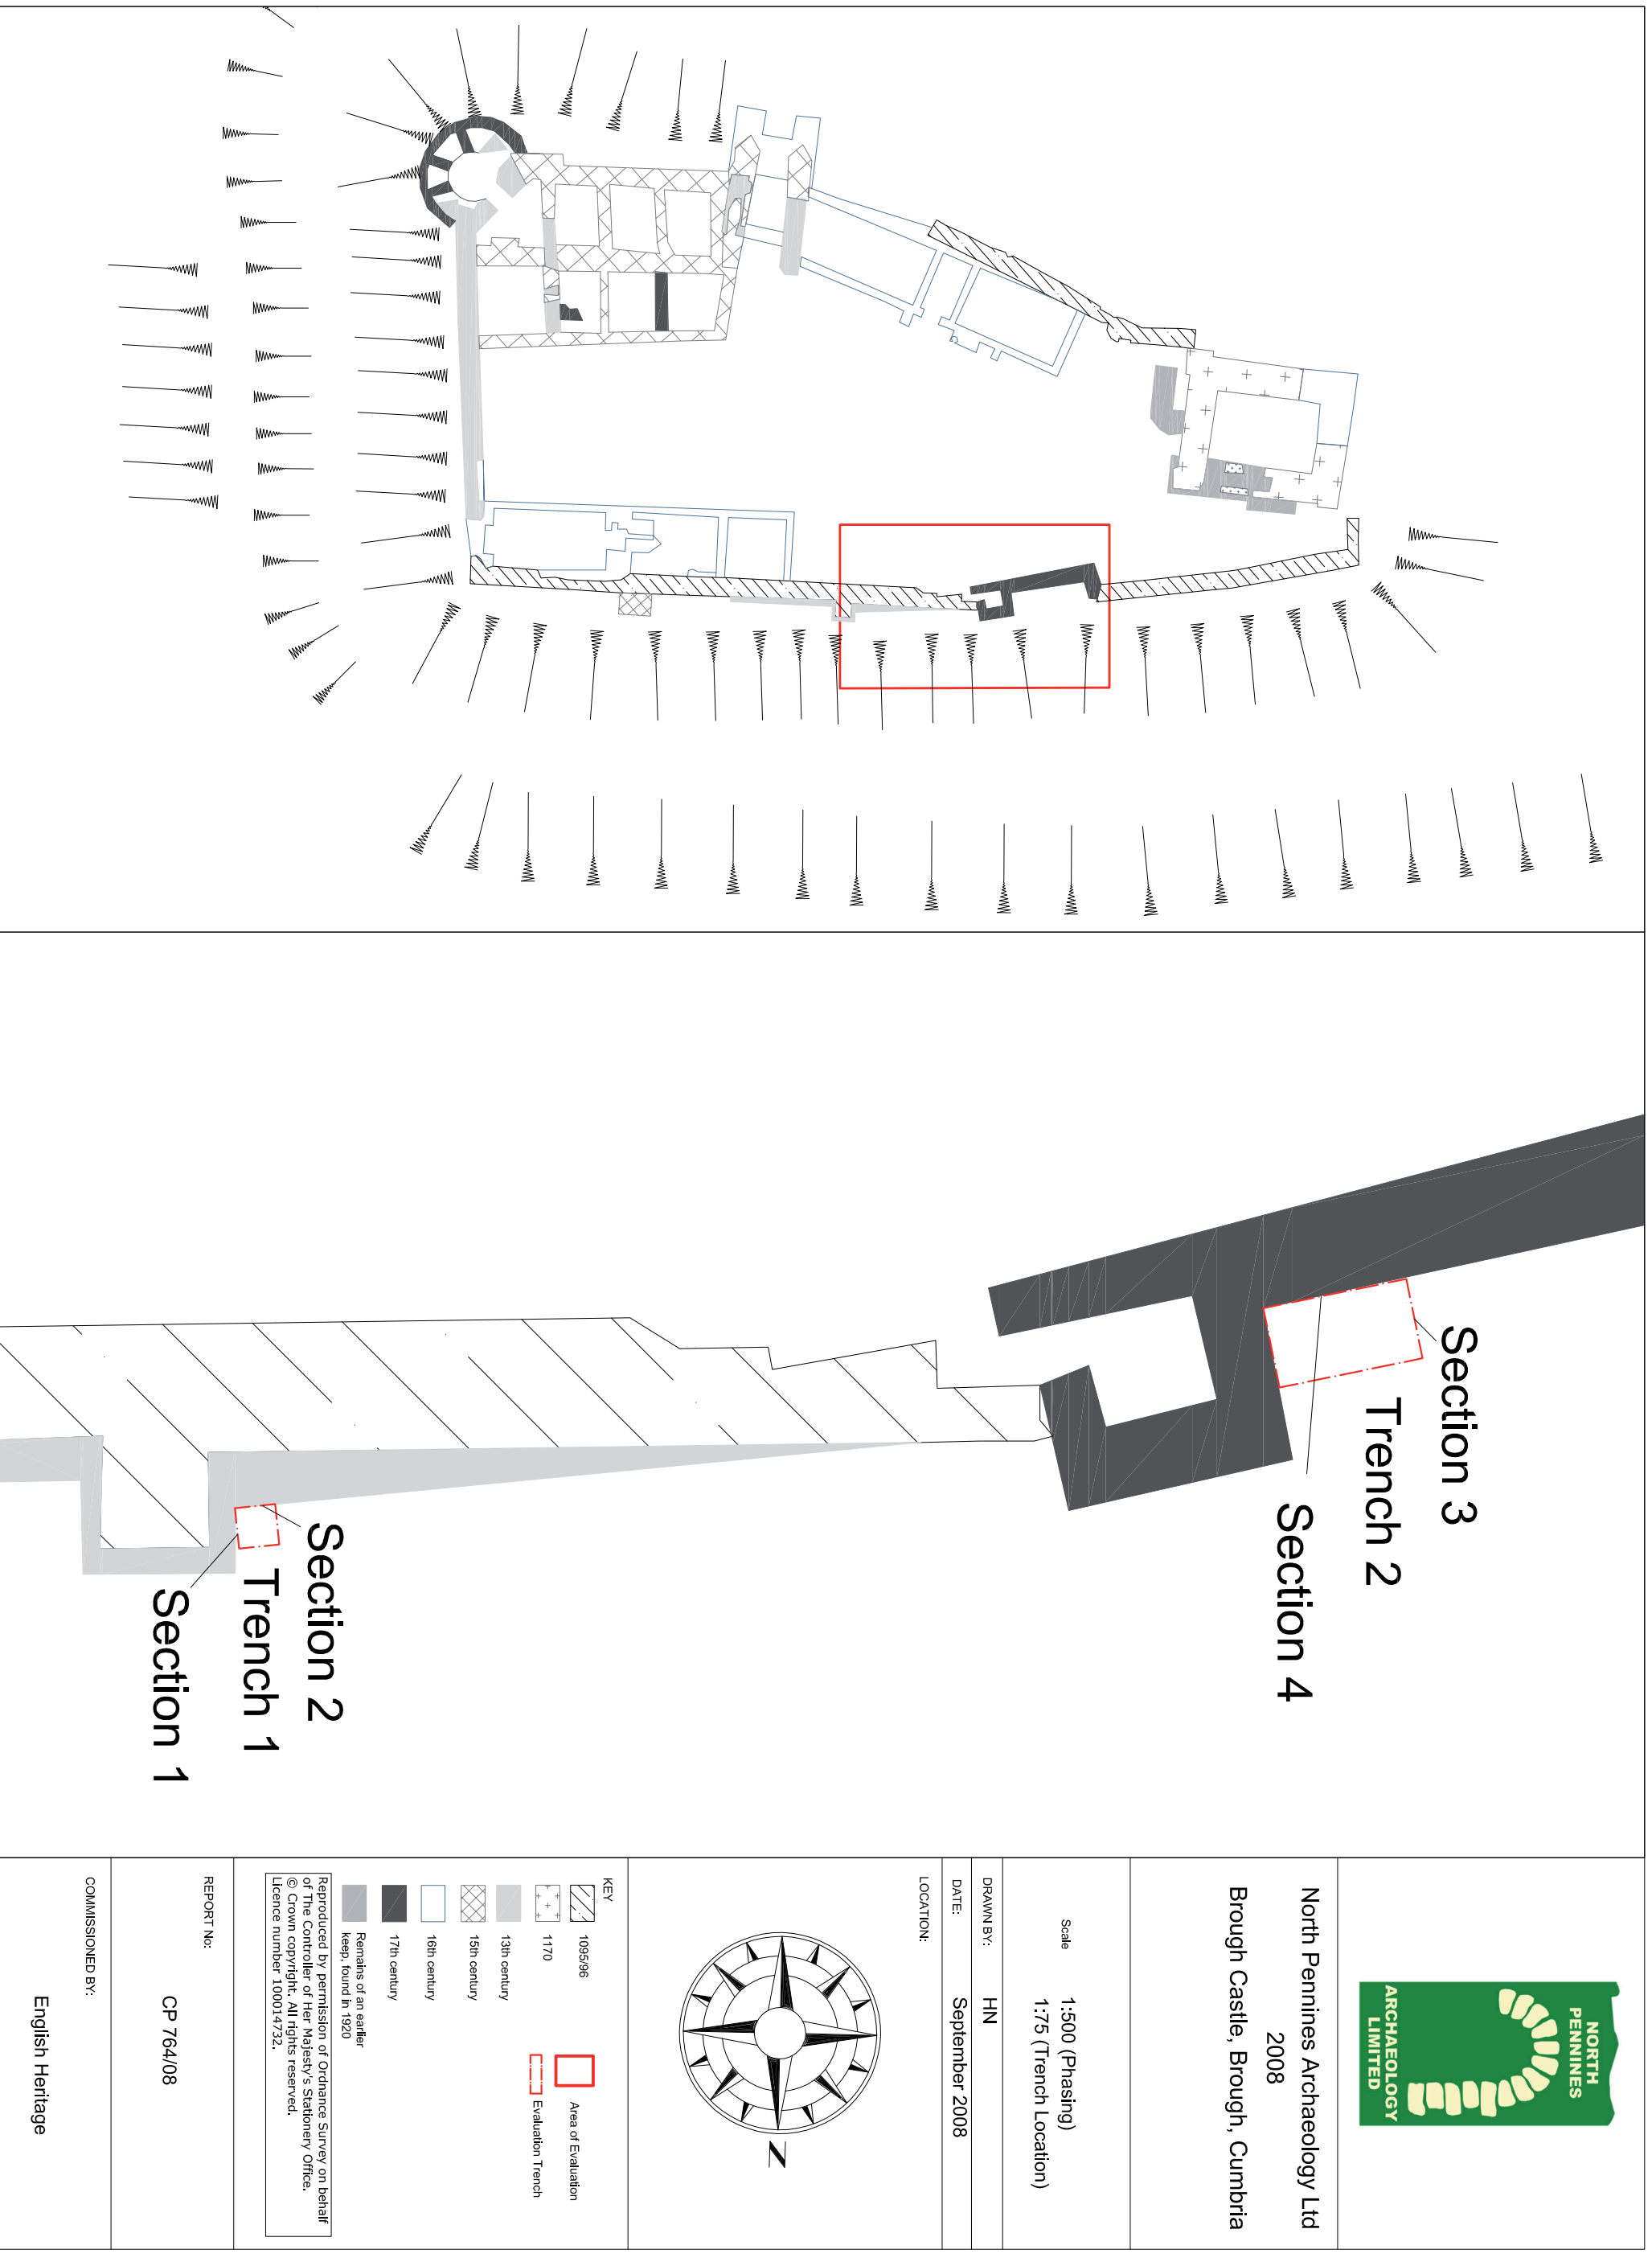 Section 3
Trench 2
Section 4
Section 2
Trench 1
Section 1
NORTH
PENNINES
ARCHAEOLOGY
LIMITED
North Pennines Archaeology Ltd
2008
Brough Castle, Brough, Cumbria
Scale 1:500 (Phasing)
1:75 (Trench Location)
DRAWN BY: HN
DATE: September 2008
LOCATION:
N
KEY
1095/96
1170
13th century
15th century
16th century
17th century
Remains of an earlier
keep, found in 1920
Area of Evaluation
Evaluation Trench
Reproduced by permission of Ordnance Survey on behalf
of The Controller of Her Majesty's Stationery Office.
© Crown copyright. All rights reserved.
Licence number 100014732.
REPORT No:
CP 764/08
COMMISSIONED BY:
English Heritage